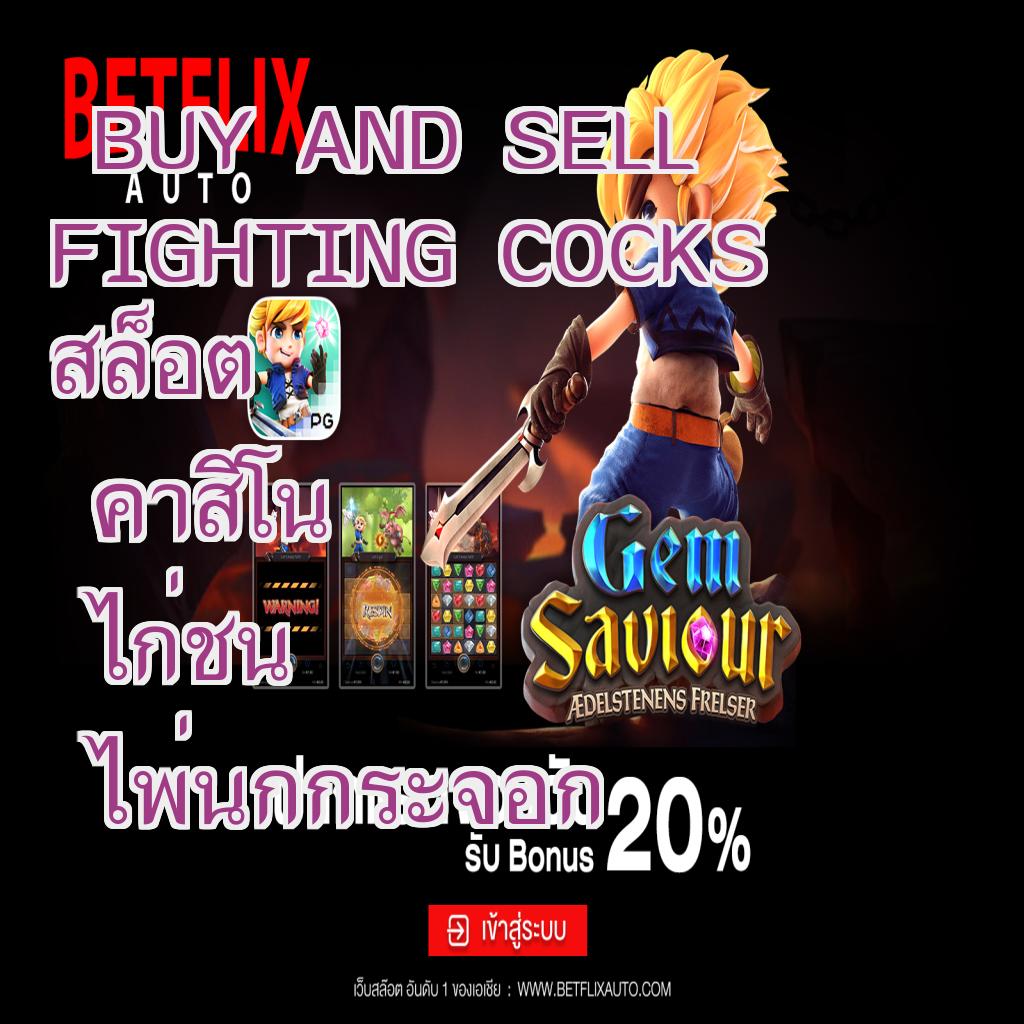 BETFLIX
AUTO
BUY AND SELL
FIGHTING COCKS
สล็อต
PG
คาสิโน
WARNING!
ไก่ชน
ไพ่นกกระจอก
Gem
Saviour
ÆDELSTENENS FRELSER
รับ Bonus 20%
เข้าสู่ระบบ
เว็บสล๊อต อันดับ 1 ของเอเชีย : WWW.BETFLIXAUTO.COM